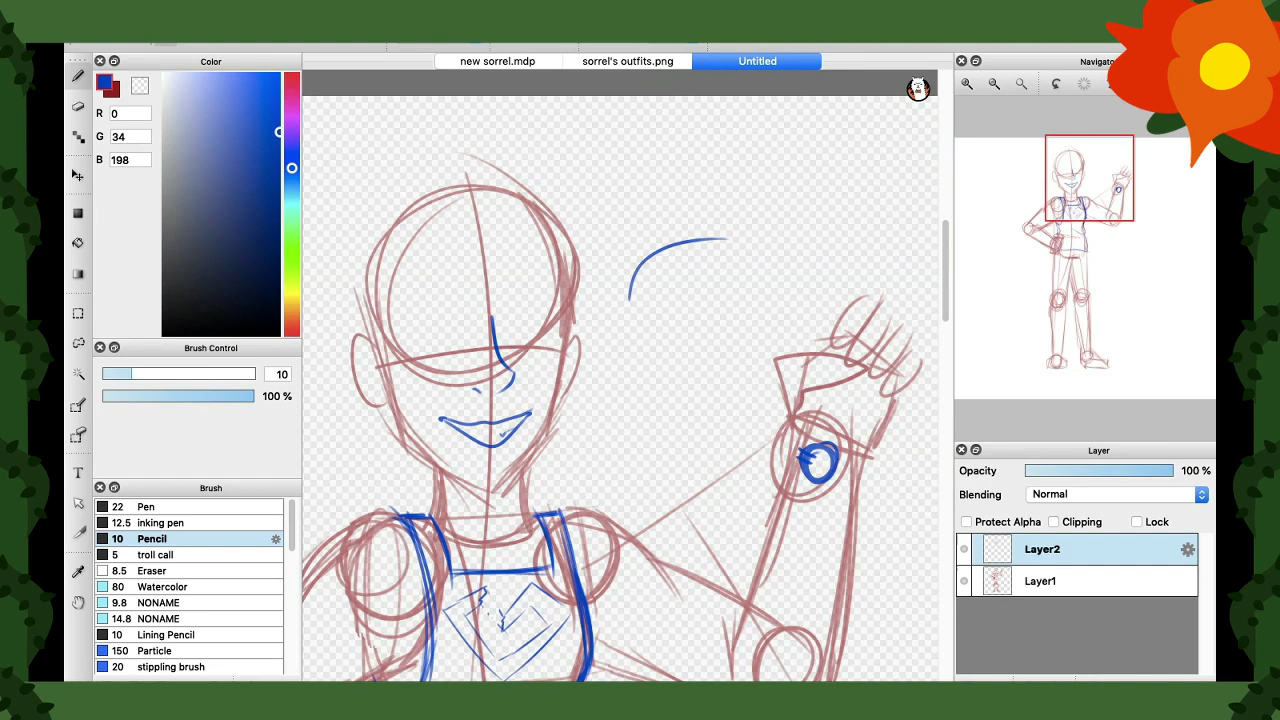 Color
new sorrel.mdp
sorrel's outfits.png
Untitled
R 0
G 34
B 198
Brush Control
10
100 %
Brush
22 Pen
12.5 inking pen
10 Pencil
5 troll call
8.5 Eraser
80 Watercolor
9.8 NONAME
14.8 NONAME
10 Lining Pencil
150 Particle
20 stippling brush
T
Layer
Opacity 100 %
Blending Normal
Protect Alpha Clipping Lock
Layer2
Layer1